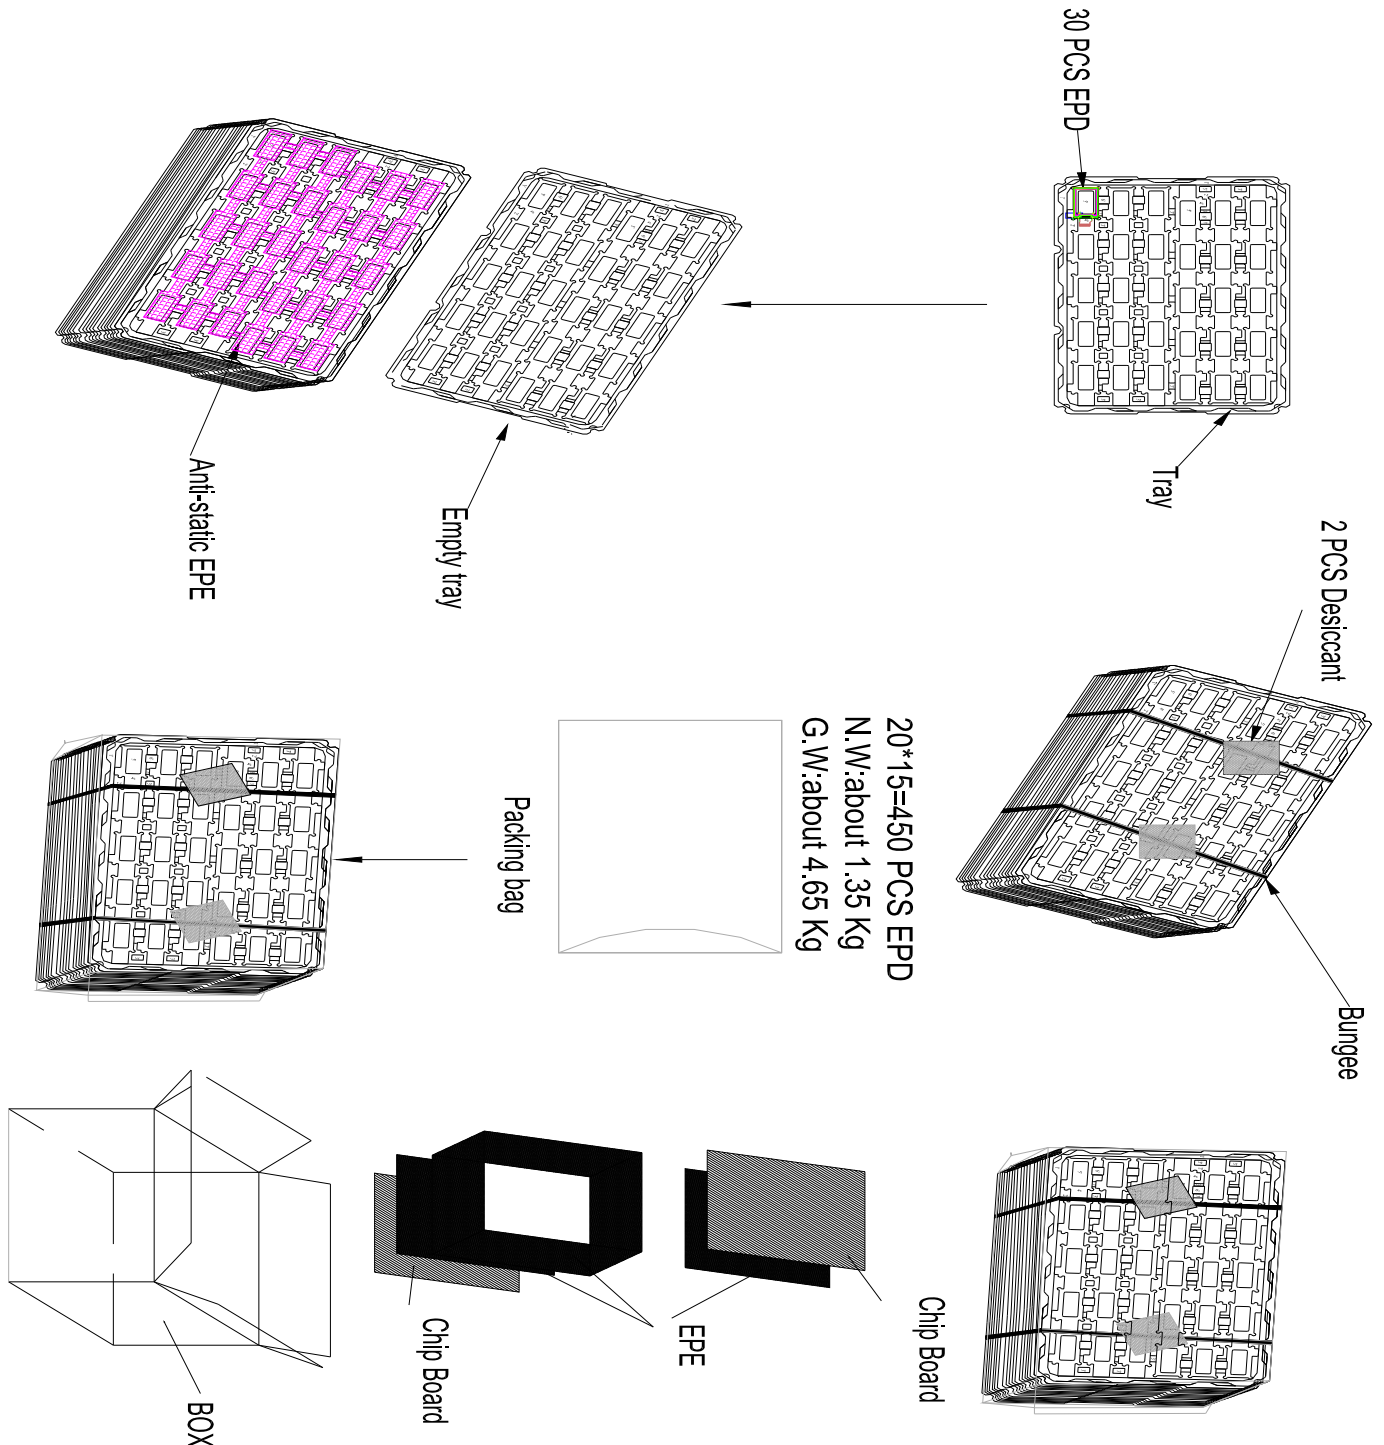 30 PCS EPD
Tray
Empty tray
Anti-static EPE
2 PCS Desiccant
Bungee
20*15=450 PCS EPD
N.W:about 1.35 Kg
G.W:about 4.65 Kg
Packing bag
Chip Board
EPE
Chip Board
BOX